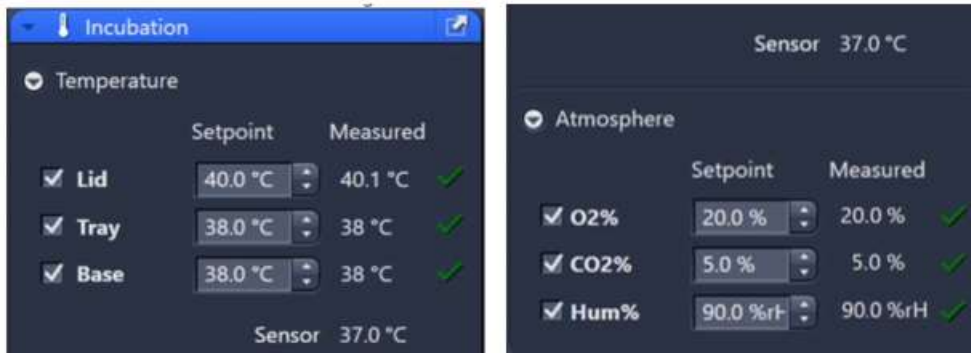 Incubation
Temperature
Setpoint Measured
Lid 40.0 °C 40.1 °C
Tray 38.0 °C 38 °C
Base 38.0 °C 38 °C
Sensor 37.0 °C
Sensor 37.0 °C
Atmosphere
Setpoint Measured
O2% 20.0 % 20.0 %
CO2% 5.0 % 5.0 %
Hum% 90.0 %rH 90.0 %rH